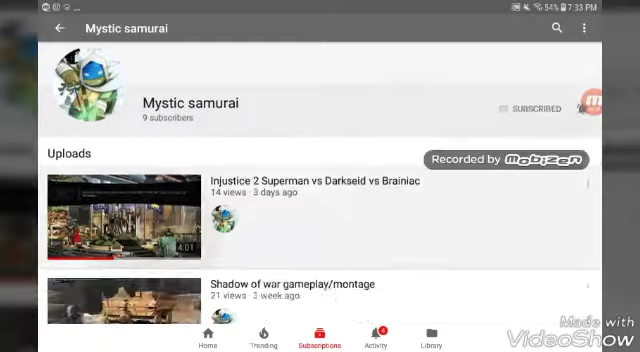 54% 7:33 PM
Mystic samurai
Mystic samurai
9 subscribers
SUBSCRIBED
Uploads
Recorded by mobizen
Injustice 2 Superman vs Darkseid vs Brainiac
14 views · 3 days ago
4:01
Shadow of war gameplay/montage
21 views · 3 week ago
4
Home Trending Subscriptions Activity Library
Made with
VideoShow